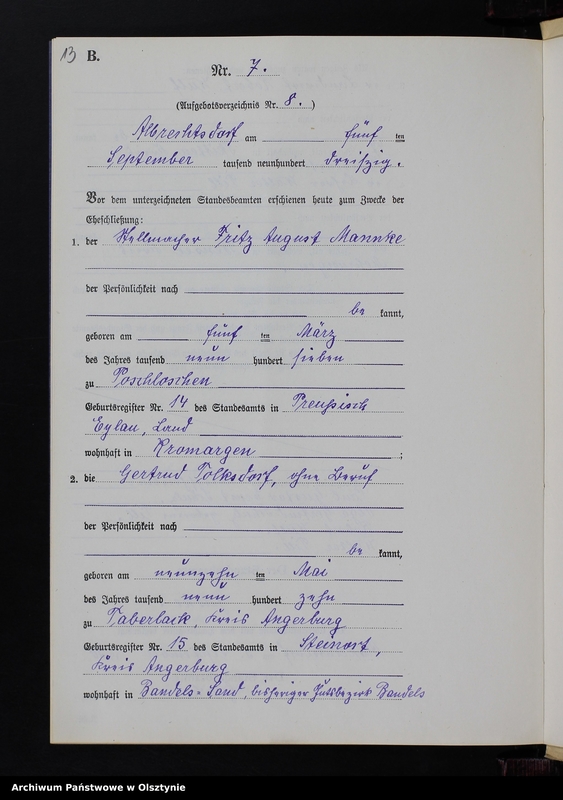 13 B.
Nr. 7.
(Aufgebotsverzeichnis Nr. 8.)
Albrechtsdorf am fünf ten
September tausend neunhundert dreißig.
Vor dem unterzeichneten Standesbeamten erschienen heute zum Zwecke der
Eheschließung:
1. der Stellmacher Fritz August Mannke
der Persönlichkeit nach
be kannt,
geboren am fünf ten März
des Jahres tausend neun hundert sieben
zu Poschloschen
Geburtsregister Nr. 14 des Standesamts in Preußisch
Eylau, Land
wohnhaft in Kromargen ;
2. die Gertrud Tolksdorf, ohne Beruf
der Persönlichkeit nach
be kannt,
geboren am neunzehn ten Mai
des Jahres tausend neun hundert zehn
zu Taberlack, Kreis Angerburg
Geburtsregister Nr. 15 des Standesamts in Steinort,
Kreis Angerburg
wohnhaft in Bandels-Land, bisheriger Gutsbezirk Bandels
Archiwum Państwowe w Olsztynie